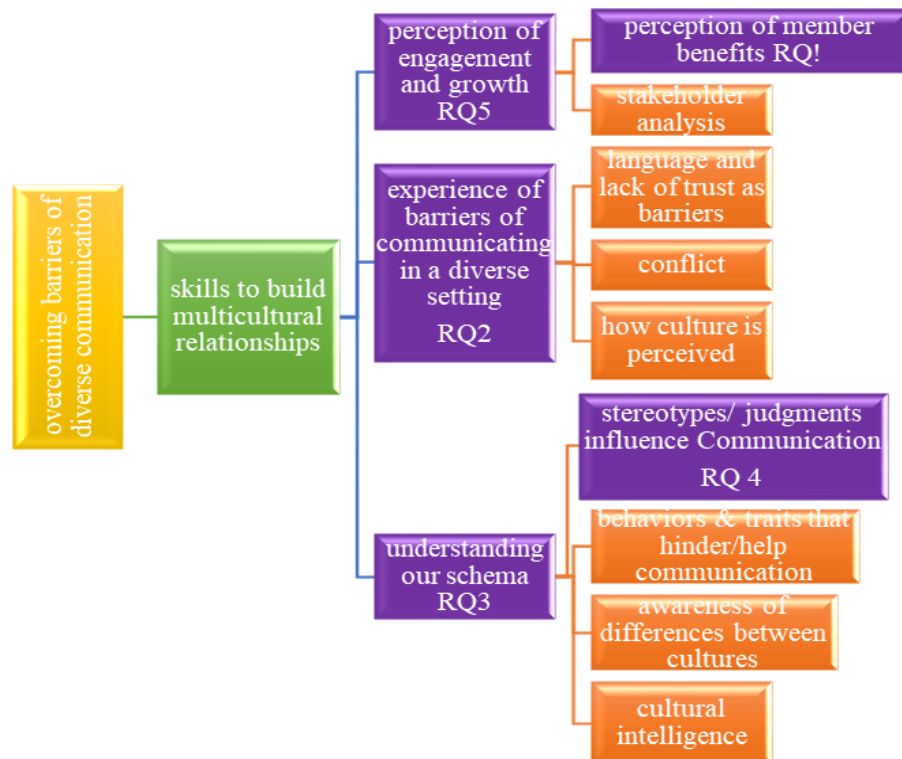 overcoming barriers of
diverse communication
skills to build
multicultural
relationships
perception of
engagement
and growth
RQ5
perception of member
benefits RQ!
stakeholder
analysis
experience of
barriers of
communicating
in a diverse
setting
RQ2
language and
lack of trust as
barriers
conflict
how culture is
perceived
understanding
our schema
RQ3
stereotypes/ judgments
influence Communication
RQ 4
behaviors & traits that
hinder/help
communication
awareness of
differences between
cultures
cultural
intelligence